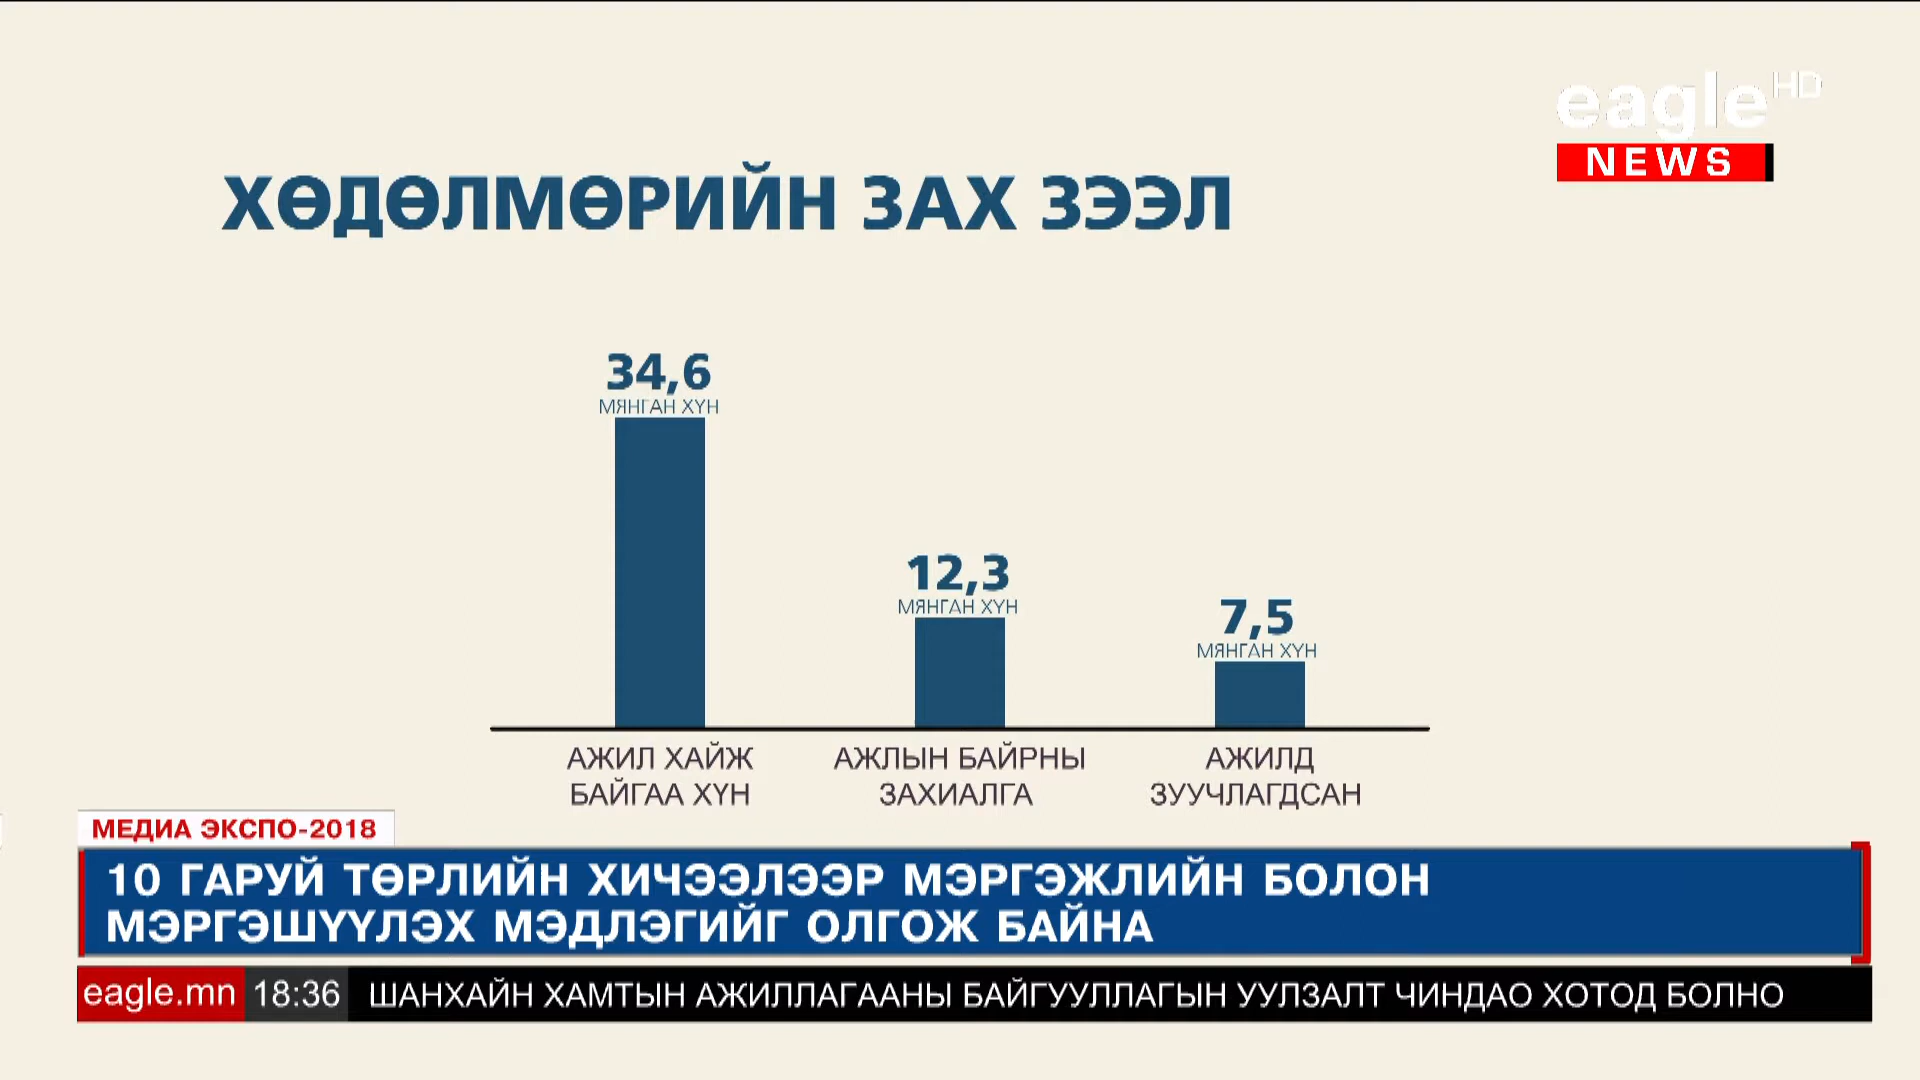 eagle HD
NEWS
ХӨДӨЛМӨРИЙН ЗАХ ЗЭЭЛ
34,6
МЯНГАН ХҮН
12,3
МЯНГАН ХҮН
7,5
МЯНГАН ХҮН
АЖИЛ ХАЙЖ
БАЙГАА ХҮН
АЖЛЫН БАЙРНЫ
ЗАХИАЛГА
АЖИЛД
ЗУУЧЛАГДСАН
МЕДИА ЭКСПО-2018
10 ГАРУЙ ТӨРЛИЙН ХИЧЭЭЛЭЭР МЭРГЭЖЛИЙН БОЛОН
МЭРГЭШҮҮЛЭХ МЭДЛЭГИЙГ ОЛГОЖ БАЙНА
eagle.mn 18:36 ШАНХАЙН ХАМТЫН АЖИЛЛАГААНЫ БАЙГУУЛЛАГЫН УУЛЗАЛТ ЧИНДАО ХОТОД БОЛНО